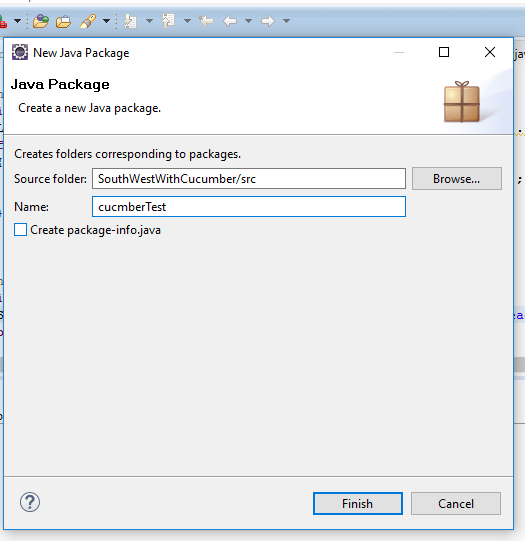 New Java Package
Java Package
Create a new Java package.
Creates folders corresponding to packages.
Source folder: SouthWestWithCucumber/src Browse...
Name: cucmberTest
Create package-info.java
? Finish Cancel